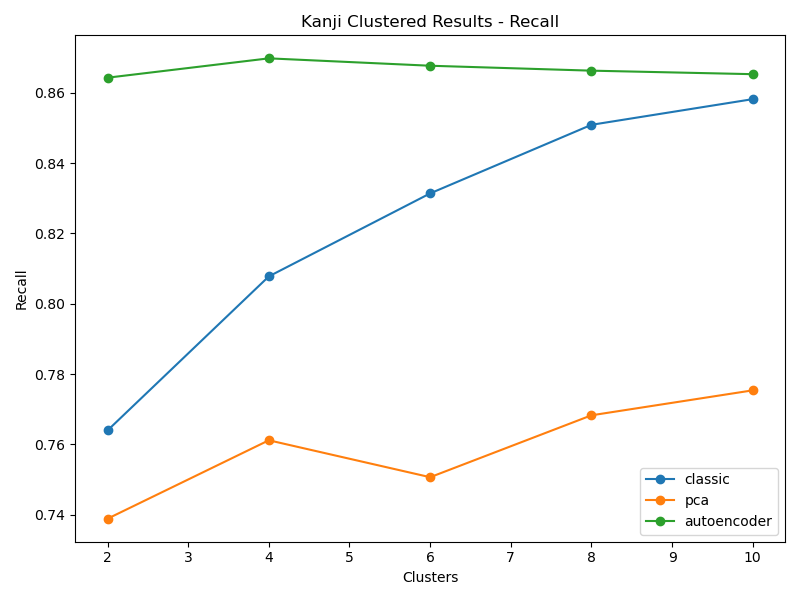 Kanji Clustered Results - Recall
Recall
0.86
0.84
0.82
0.80
0.78
0.76
0.74
classic
pca
autoencoder
2 3 4 5 6 7 8 9 10
Clusters